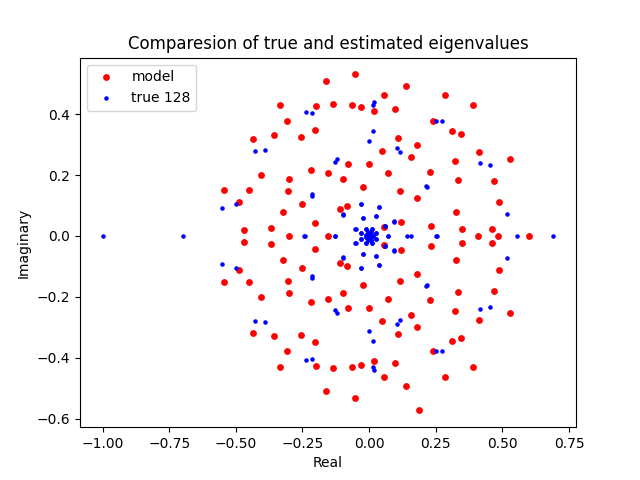 Comparesion of true and estimated eigenvalues
model
true 128
0.4
0.2
0.0
−0.2
−0.4
−0.6
Imaginary
−1.00 −0.75 −0.50 −0.25 0.00 0.25 0.50 0.75
Real